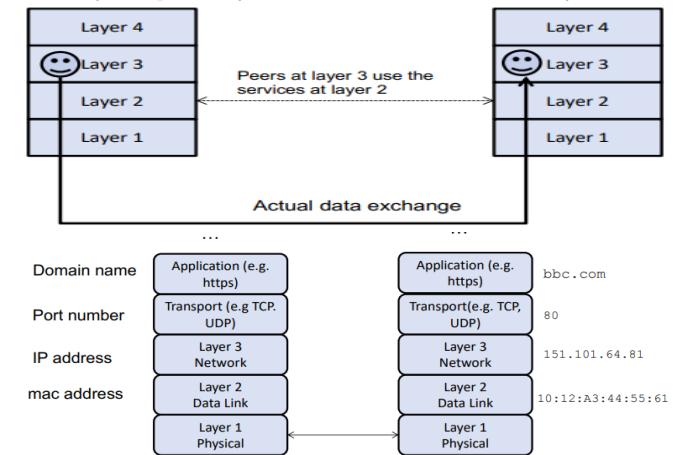 Layer 4
Layer 4
Layer 3
Layer 3
Peers at layer 3 use the
services at layer 2
Layer 2
Layer 2
Layer 1
Layer 1
Actual data exchange
...
...
Domain name
Application (e.g.
https)
Application (e.g.
https)
bbc.com
Port number
Transport (e.g TCP.
UDP)
Transport(e.g. TCP,
UDP)
80
IP address
Layer 3
Network
Layer 3
Network
151.101.64.81
mac address
Layer 2
Data Link
Layer 2
Data Link
10:12:A3:44:55:61
Layer 1
Physical
Layer 1
Physical